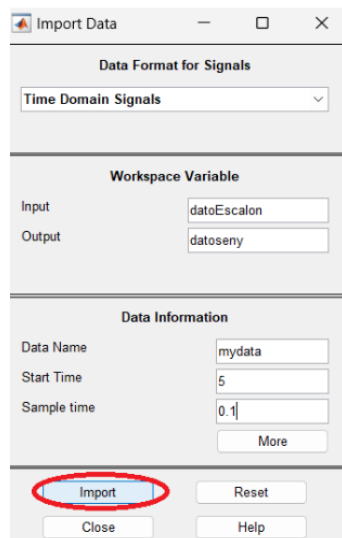 Import Data
Data Format for Signals
Time Domain Signals
Workspace Variable
Input datoEscalon
Output datoseny
Data Information
Data Name mydata
Start Time 5
Sample time 0.1
More
Import Reset
Close Help